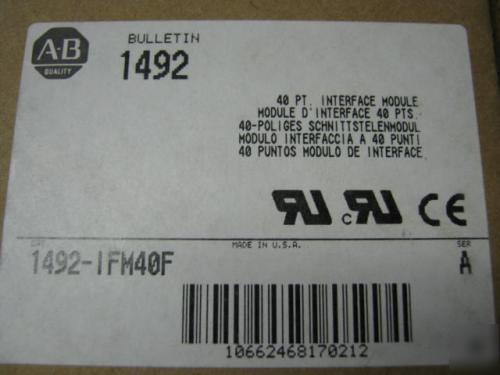 A-B
QUALITY
BULLETIN
1492
40 PT. INTERFACE MODULE
MODULE D'INTERFACE 40 PTS.
40-POLIGES SCHNITTSTELENMODUL
MODULO INTERFACCIA A 40 PUNTI
40 PUNTOS MODULO DE INTERFACE
c
CE
CAT
MADE IN U.S.A.
SER
1492-IFM40F
A
10662468170212